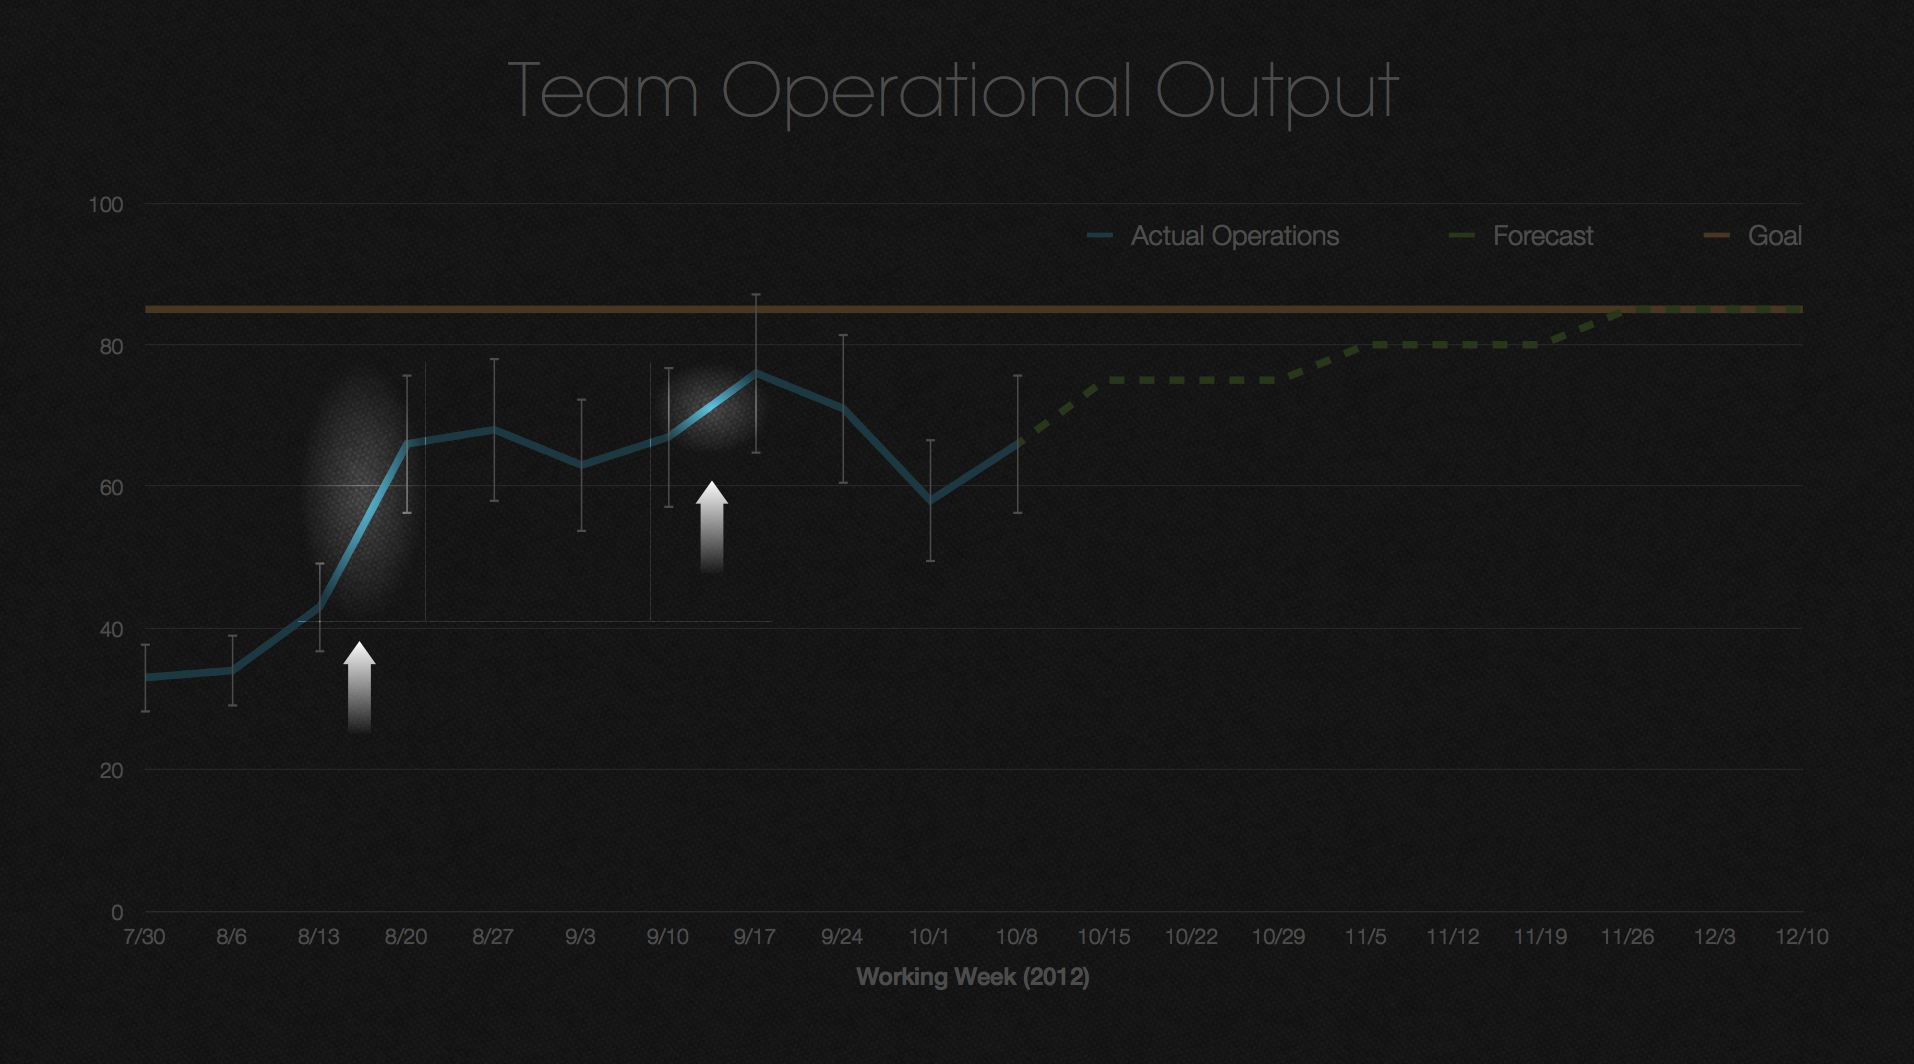 Team Operational Output
100
Actual Operations Forecast Goal
80
60
40
20
0
7/30 8/6 8/13 8/20 8/27 9/3 9/10 9/17 9/24 10/1 10/8 10/15 10/22 10/29 11/5 11/12 11/19 11/26 12/3 12/10
Working Week (2012)